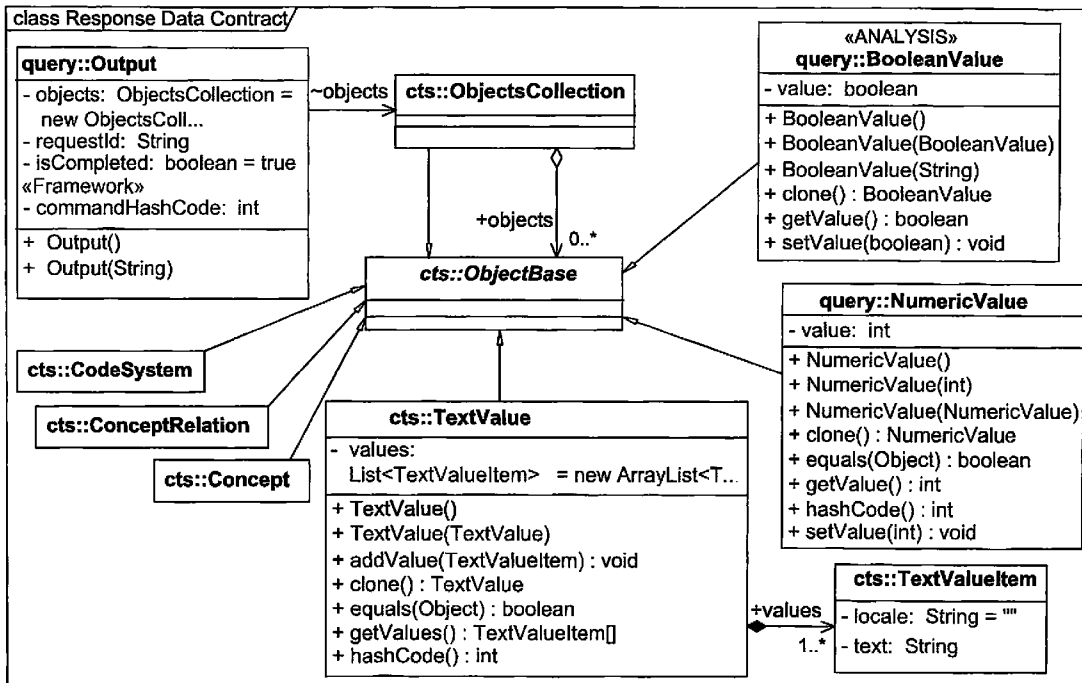 class Response Data Contract
query::Output
- objects: ObjectsCollection =
new ObjectsColl...
- requestId: String
- isCompleted: boolean = true
«Framework»
- commandHashCode: int
+ Output()
+ Output(String)
~objects
cts::ObjectsCollection
+objects
0..*
«ANALYSIS»
query::BooleanValue
- value: boolean
+ BooleanValue()
+ BooleanValue(BooleanValue)
+ BooleanValue(String)
+ clone() : BooleanValue
+ getValue() : boolean
+ setValue(boolean) : void
cts::ObjectBase
query::NumericValue
- value: int
+ NumericValue()
+ NumericValue(int)
+ NumericValue(NumericValue)
+ clone() : NumericValue
+ equals(Object) : boolean
+ getValue() : int
+ hashCode() : int
+ setValue(int) : void
cts::CodeSystem
cts::ConceptRelation
cts::Concept
cts::TextValue
- values:
List<TextValueItem> = new ArrayList<T...
+ TextValue()
+ TextValue(TextValue)
+ addValue(TextValueItem) : void
+ clone() : TextValue
+ equals(Object) : boolean
+ getValues() : TextValueItem[]
+ hashCode() : int
+values
1..*
cts::TextValueItem
- locale: String = ""
- text: String